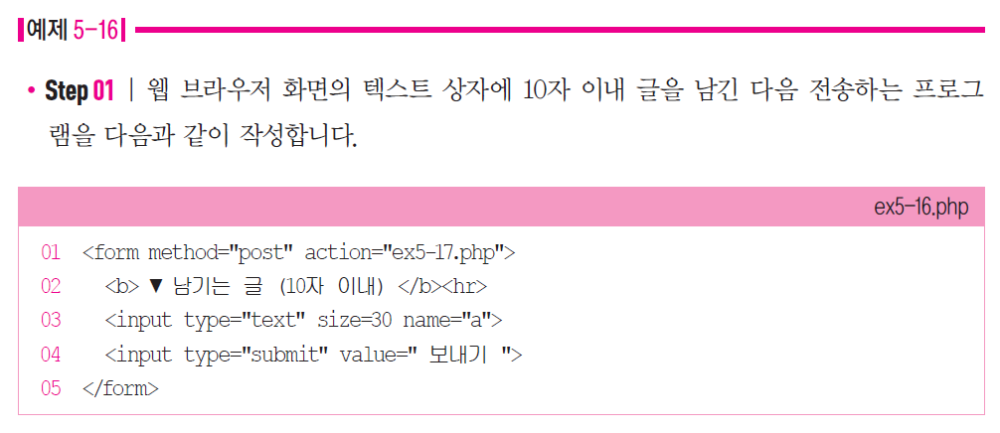 예제 5-16
• Step 01 | 웹 브라우저 화면의 텍스트 상자에 10자 이내 글을 남긴 다음 전송하는 프로그
램을 다음과 같이 작성합니다.
ex5-16.php
01 <form method="post" action="ex5-17.php">
02 <b> ▼ 남기는 글 (10자 이내) </b><hr>
03 <input type="text" size=30 name="a">
04 <input type="submit" value=" 보내기 ">
05 </form>